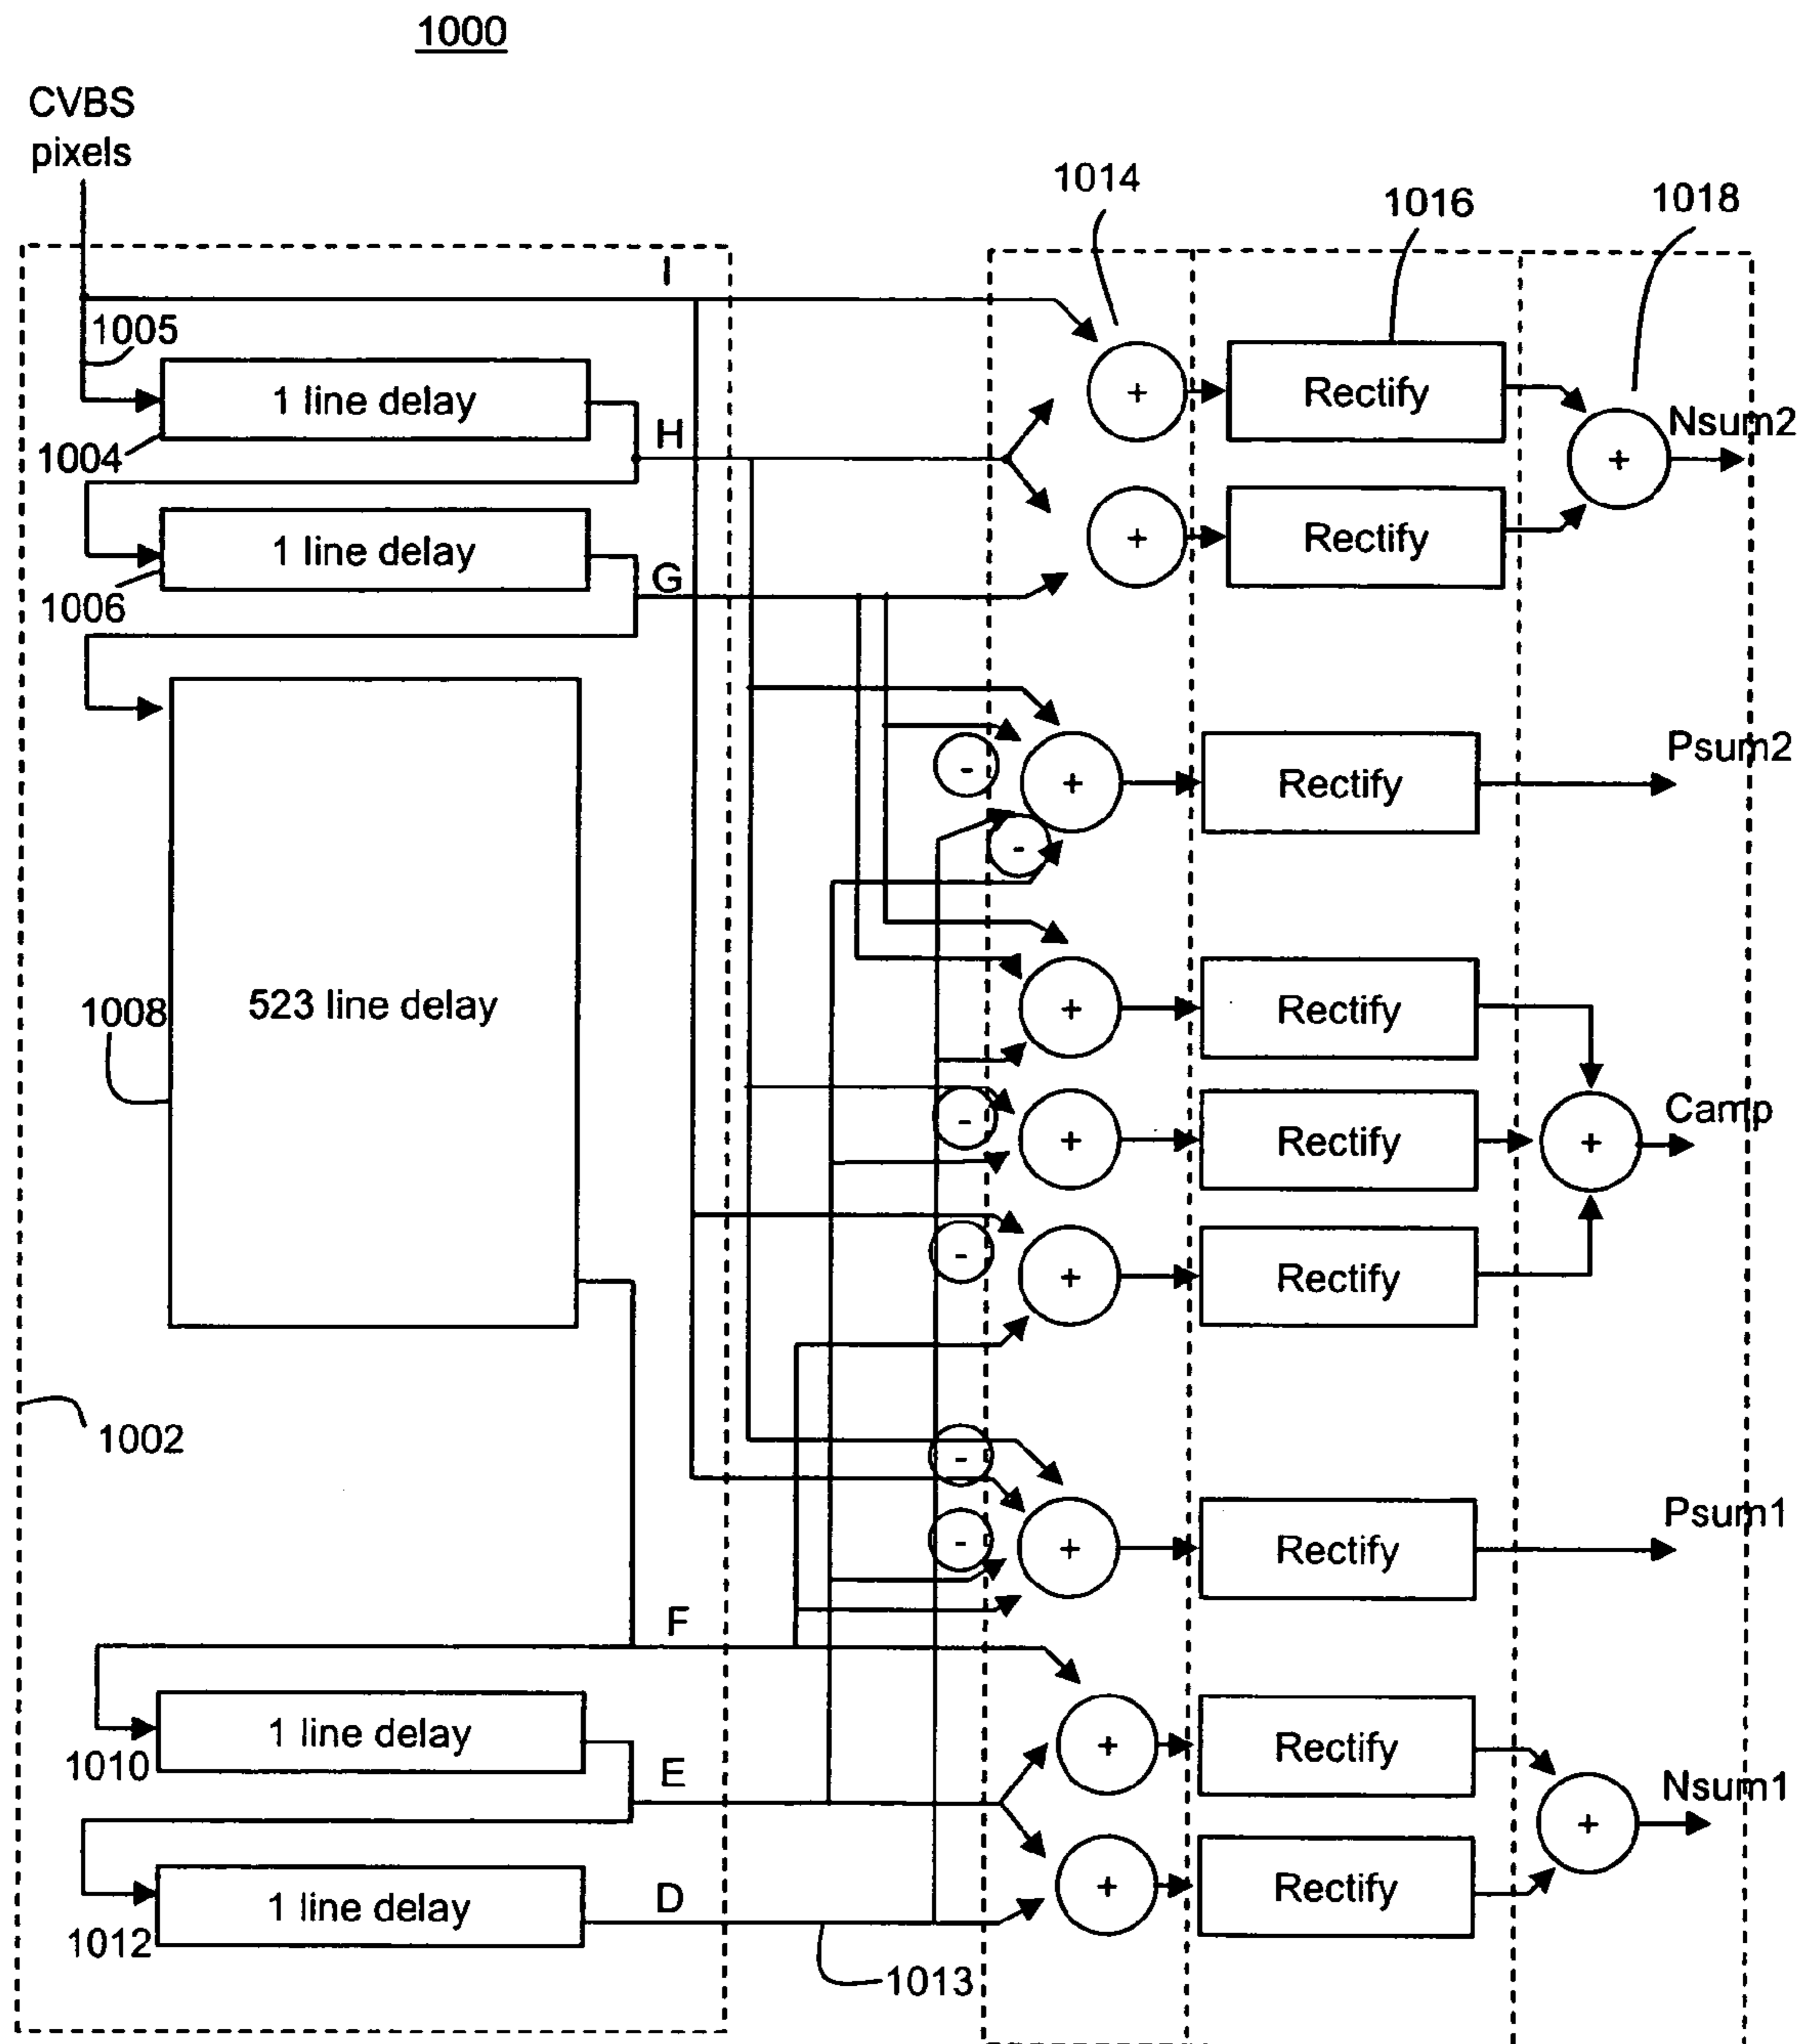 1000
CVBS
pixels
1014
1016
1018
I
1005
1 line delay
+
Rectify
Nsum2
1004
H
+
1 line delay
+
Rectify
1006
G
Psum2
-
+
Rectify
-
1008
523 line delay
+
Rectify
Camp
-
+
Rectify
+
-
+
Rectify
1002
-
Psum1
-
+
Rectify
F
1 line delay
1010
+
Rectify
E
Nsum1
+
1 line delay
1012
D
+
Rectify
1013